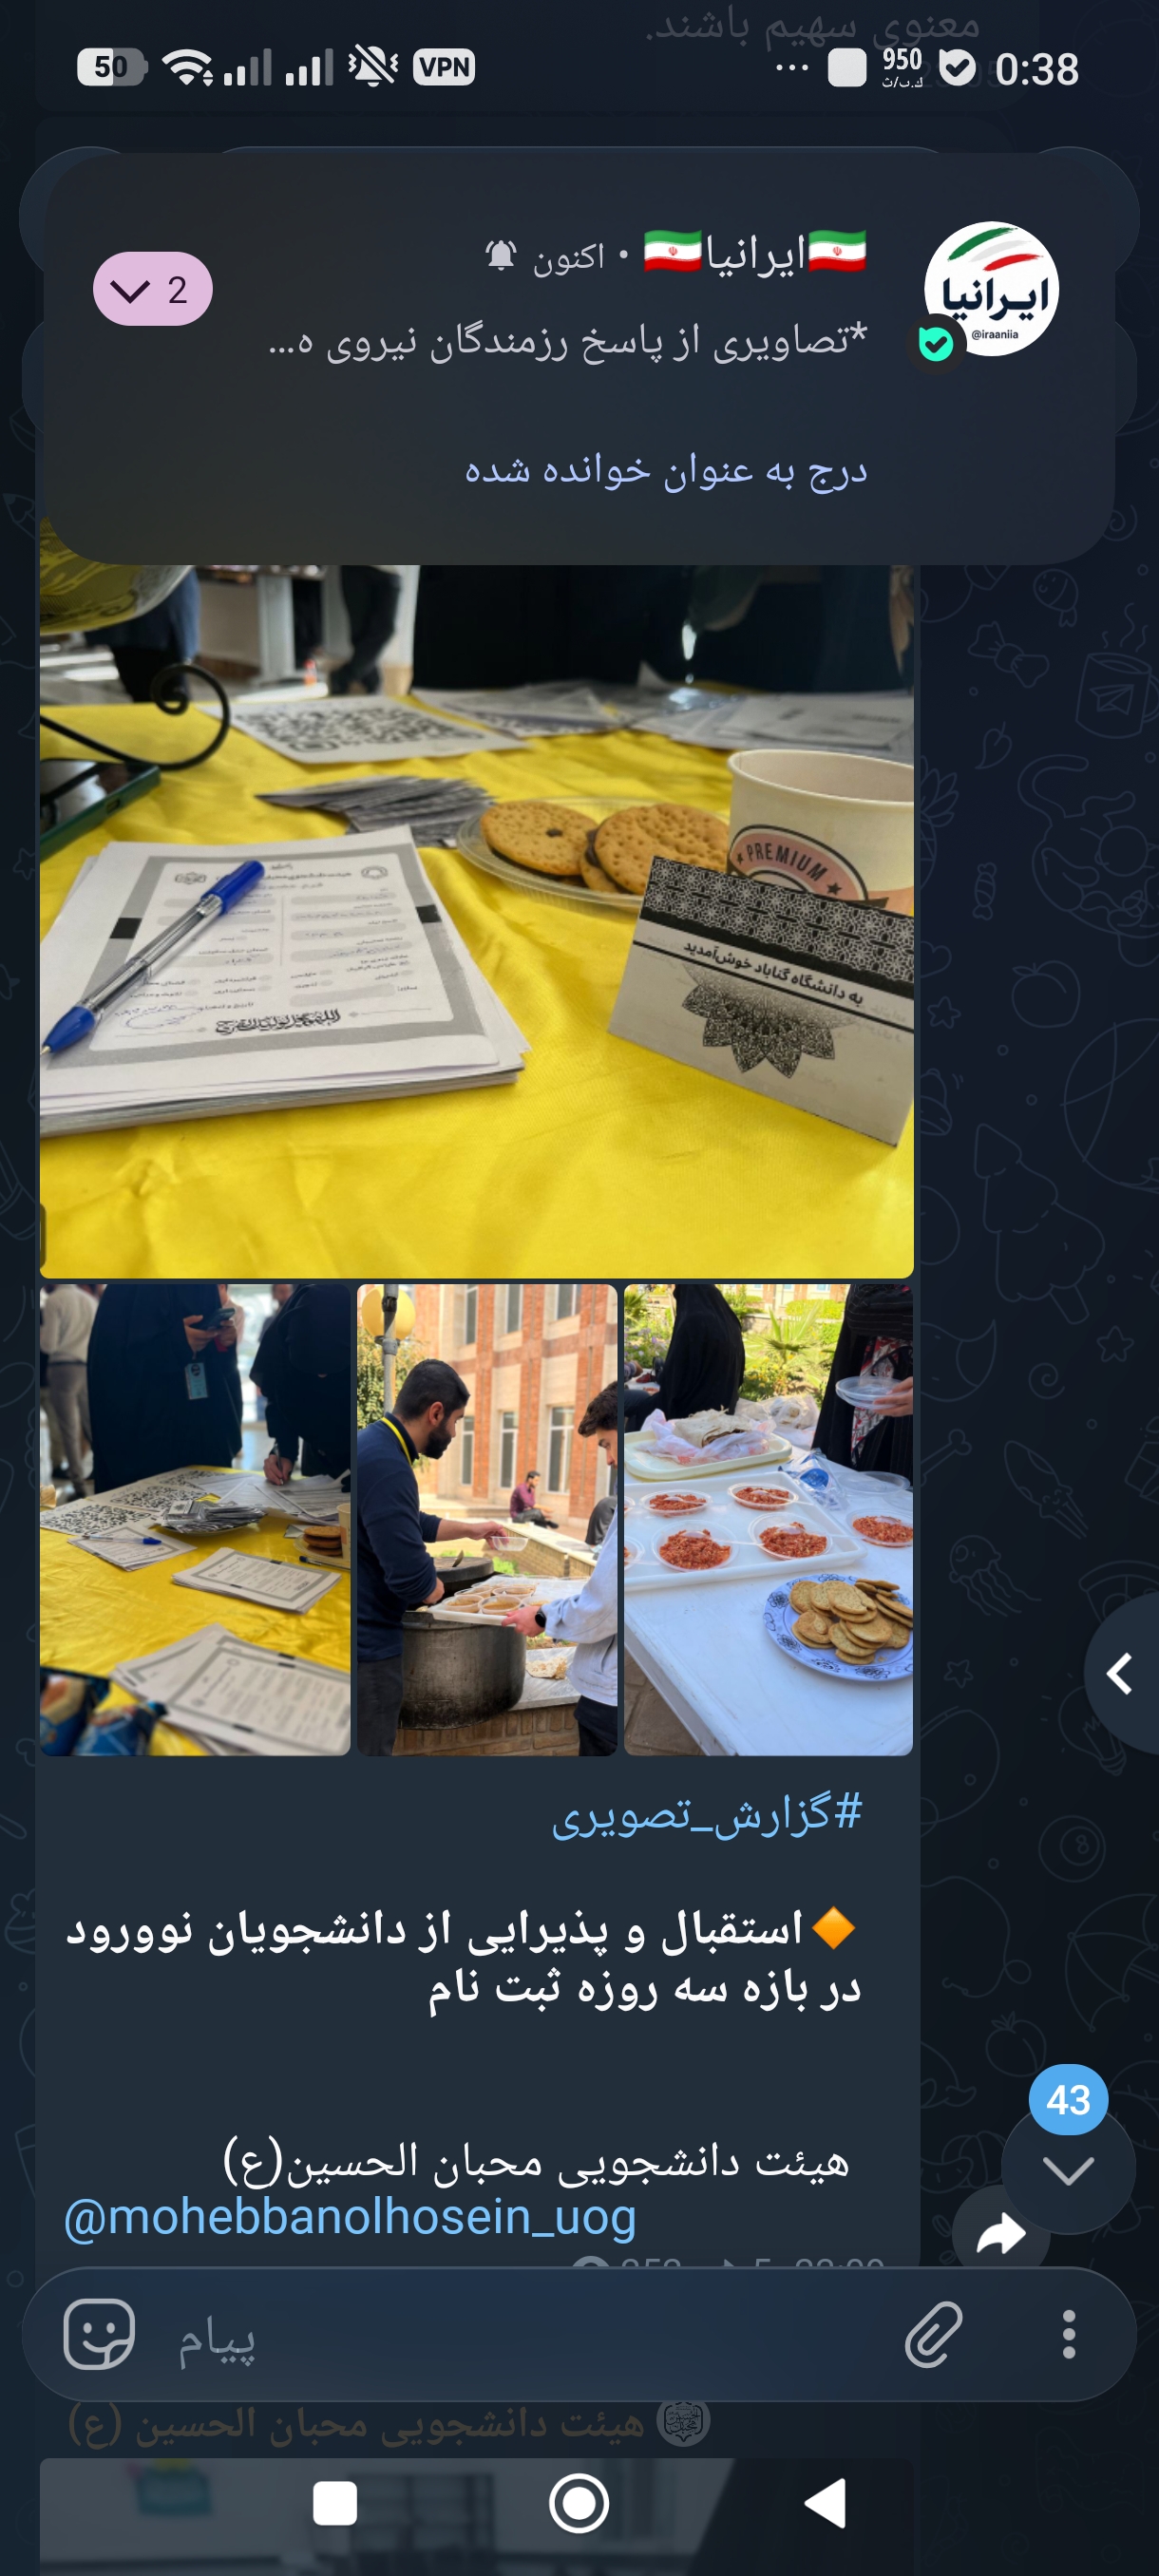 معنوی سهیم باشند.
50
VPN
950
ک.ب/ث
0:38
🇮🇷ایرانیا🇮🇷 • اکنون
ایرانیا
@iraaniia
2
*تصاویری از پاسخ رزمندگان نیروی ه...
درج به عنوان خوانده شده
PREMIUM
به دانشگاه گناباد خوش‌آمدید
#گزارش_تصویری
🔶استقبال و پذیرایی از دانشجویان نوورود
در بازه سه روزه ثبت نام
43
هیئت دانشجویی محبان الحسین(ع)
@mohebbanolhosein_uog
پیام
هیئت دانشجویی محبان الحسین (ع)